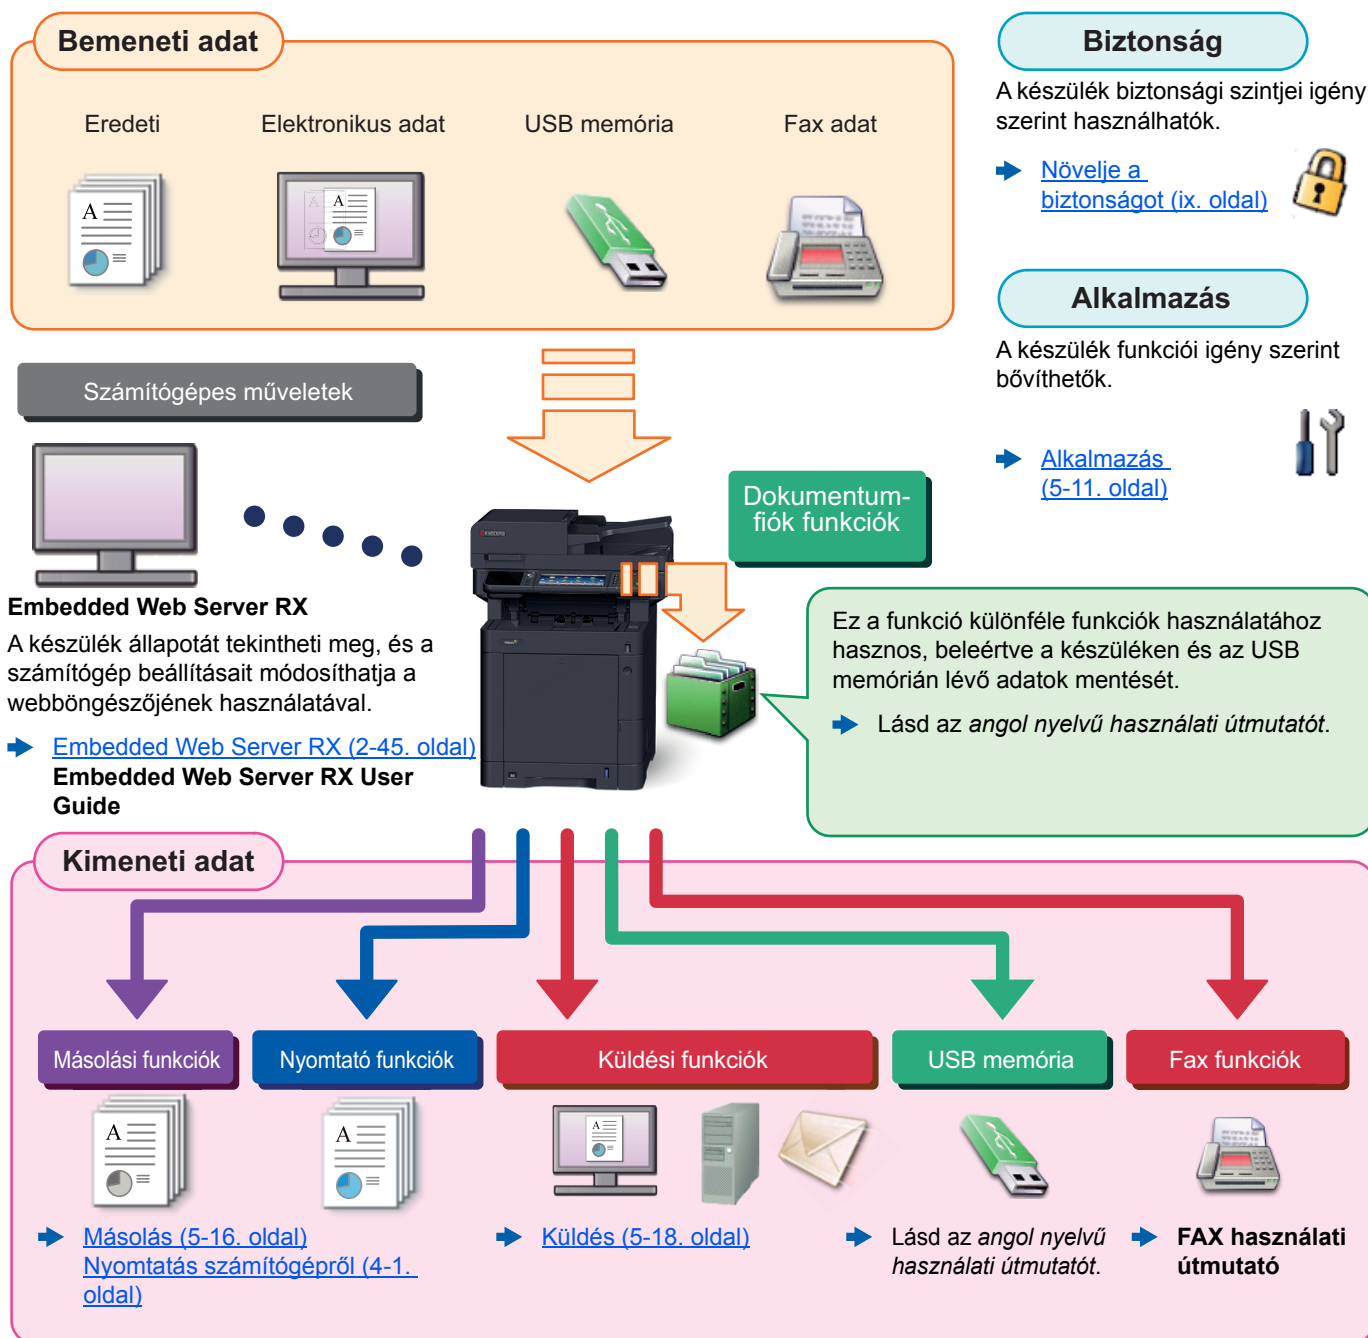 Bemeneti adat
Eredeti
Elektronikus adat
USB memória
Fax adat
Biztonság
A készülék biztonsági szintjei igény
szerint használhatók.
Növelje a
biztonságot (ix. oldal)
Alkalmazás
A készülék funkciói igény szerint
bővíthetők.
Alkalmazás
(5-11. oldal)
Számítógépes műveletek
Embedded Web Server RX
A készülék állapotát tekintheti meg, és a
számítógép beállításait módosíthatja a
webböngészőjének használatával.
Embedded Web Server RX (2-45. oldal)
Embedded Web Server RX User
Guide
KYOCERA
Dokumentum-
fiók funkciók
Ez a funkció különféle funkciók használatához
hasznos, beleértve a készüléken és az USB
memórián lévő adatok mentését.
Lásd az angol nyelvű használati útmutatót.
Kimeneti adat
Másolási funkciók
Nyomtató funkciók
Küldési funkciók
USB memória
Fax funkciók
A
A
A
Másolás (5-16. oldal)
Nyomtatás számítógépről (4-1.
oldal)
Küldés (5-18. oldal)
Lásd az angol nyelvű
használati útmutatót.
FAX használati
útmutató